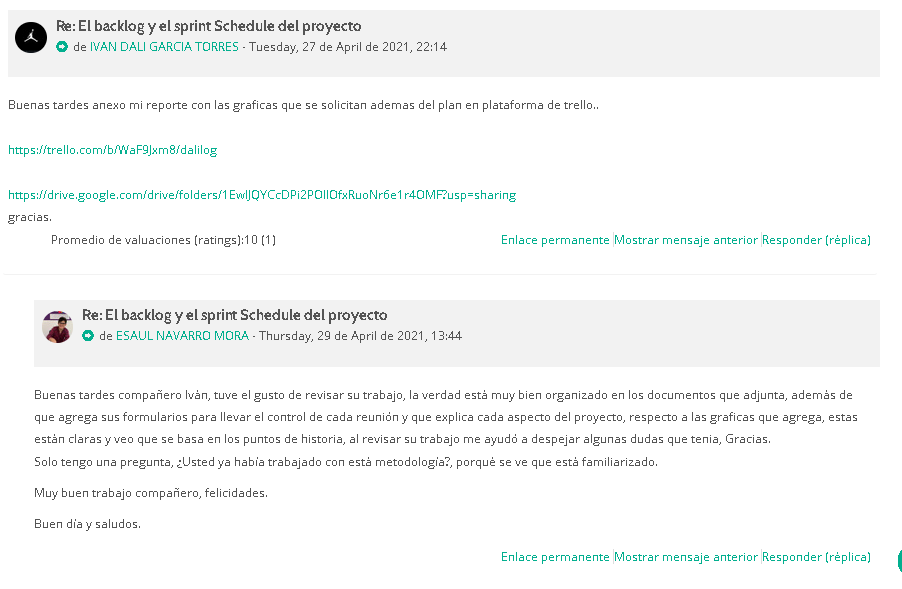 Re: El backlog y el sprint Schedule del proyecto
de IVAN DALI GARCIA TORRES - Tuesday, 27 de April de 2021, 22:14
Buenas tardes anexo mi reporte con las graficas que se solicitan ademas del plan en plataforma de trello..
https://trello.com/b/WaF9Jxm8/dalilog
https://drive.google.com/drive/folders/1EwlJQYCcDPi2POlIOfxRuoNr6e1r4OMF?usp=sharing
gracias.
Promedio de valuaciones (ratings):10 (1)
Enlace permanente Mostrar mensaje anterior Responder (réplica)
Re: El backlog y el sprint Schedule del proyecto
de ESAUL NAVARRO MORA - Thursday, 29 de April de 2021, 13:44
Buenas tardes compañero Iván, tuve el gusto de revisar su trabajo, la verdad está muy bien organizado en los documentos que adjunta, además de
que agrega sus formularios para llevar el control de cada reunión y que explica cada aspecto del proyecto, respecto a las graficas que agrega, estas
están claras y veo que se basa en los puntos de historia, al revisar su trabajo me ayudó a despejar algunas dudas que tenia, Gracias.
Solo tengo una pregunta, ¿Usted ya había trabajado con está metodología?, porqué se ve que está familiarizado.
Muy buen trabajo compañero, felicidades.
Buen día y saludos.
Enlace permanente Mostrar mensaje anterior Responder (réplica)